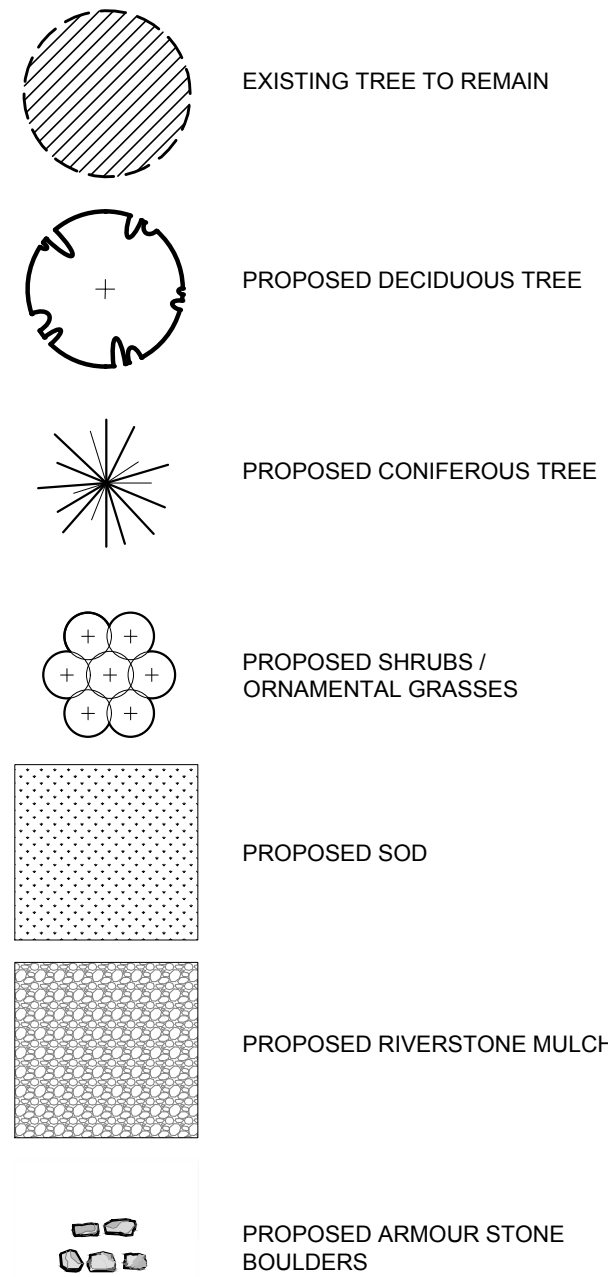 EXISTING TREE TO REMAIN
PROPOSED DECIDUOUS TREE
PROPOSED CONIFEROUS TREE
PROPOSED SHRUBS /
ORNAMENTAL GRASSES
PROPOSED SOD
PROPOSED RIVERSTONE MULCH
PROPOSED ARMOUR STONE
BOULDERS